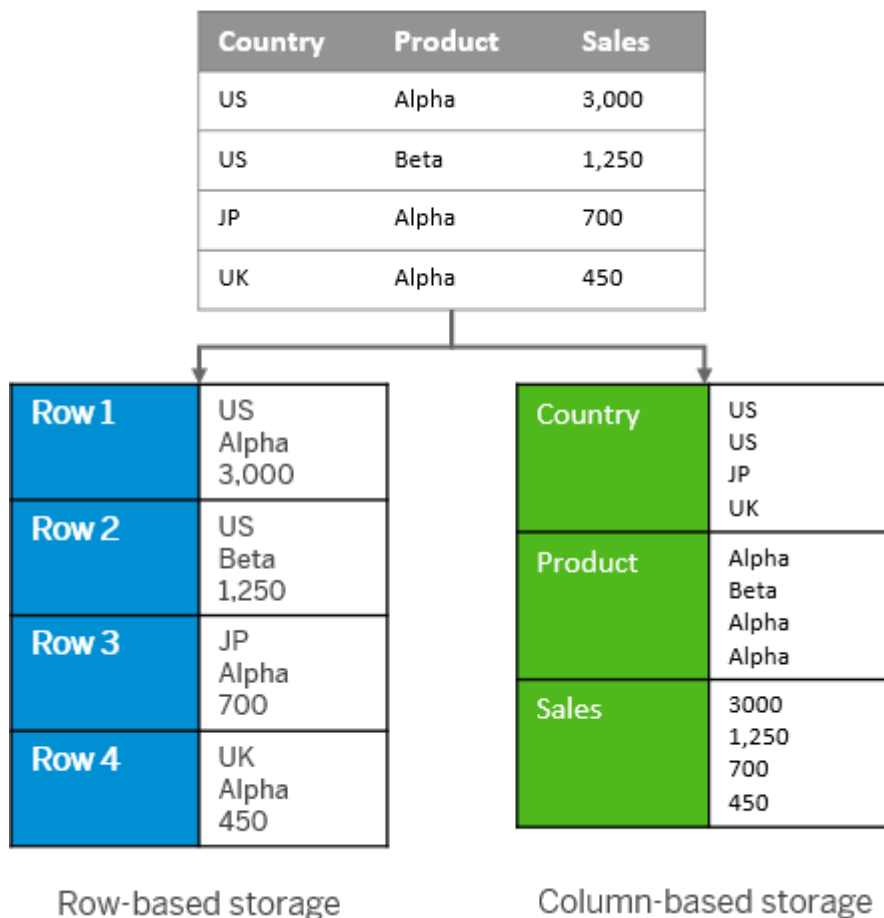 Country Product Sales
US Alpha 3,000
US Beta 1,250
JP Alpha 700
UK Alpha 450
Row 1
US
Alpha
3,000
Row 2
US
Beta
1,250
Row 3
JP
Alpha
700
Row 4
UK
Alpha
450
Row-based storage
Country
US
US
JP
UK
Product
Alpha
Beta
Alpha
Alpha
Sales
3000
1,250
700
450
Column-based storage